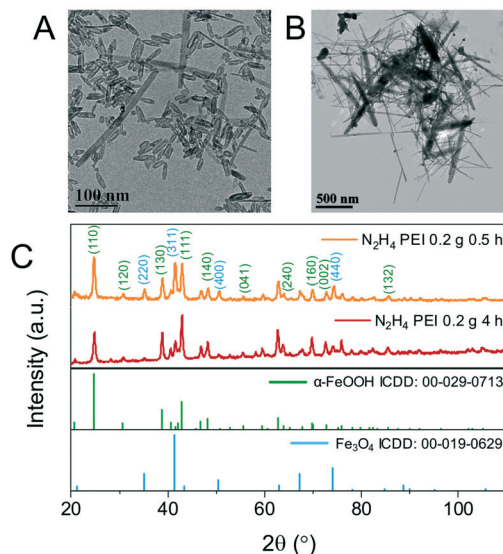 A
B
100 nm
500 nm
C
Intensity (a.u.)
(110)
(120)
(220)
(130)
(311)
(111)
(140)
(400)
(041)
(240)
(160)
(002)
(440)
(132)
N₂H₄ PEI 0.2 g 0.5 h
N₂H₄ PEI 0.2 g 4 h
α-FeOOH ICDD: 00-029-0713
Fe₃O₄ ICDD: 00-019-0629
20 40 60 80 100
2θ (°)